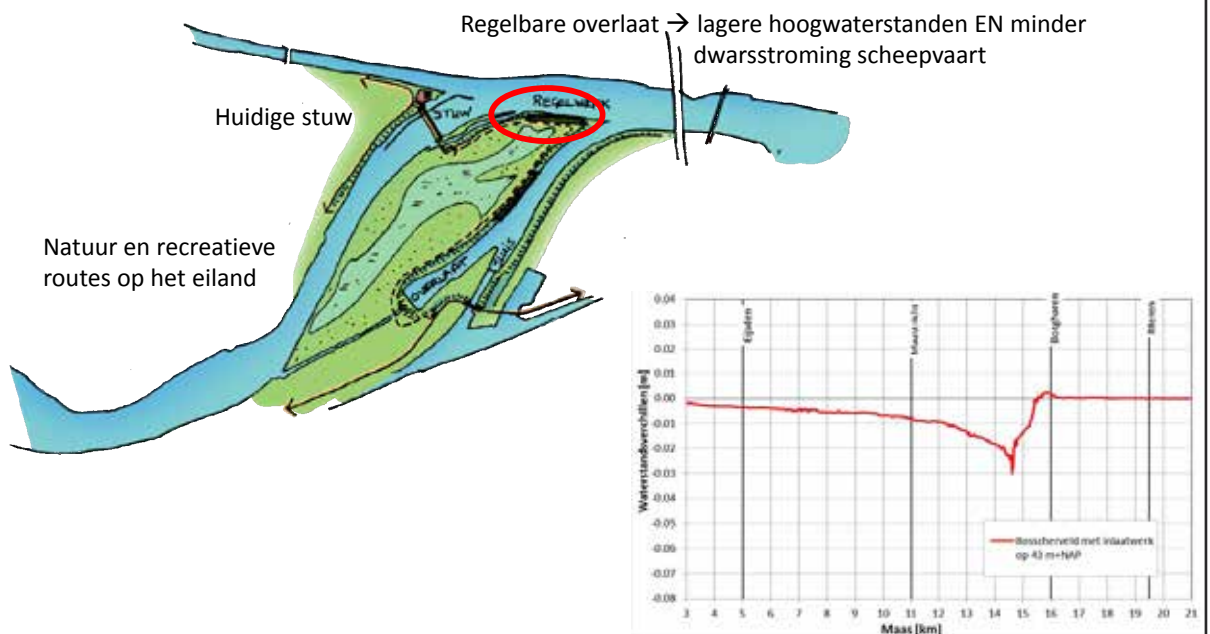 Regelbare overlaat → lagere hoogwaterstanden EN minder
dwarsstroming scheepvaart
Huidige stuw
STUW
REGELWERK
Natuur en recreatieve
routes op het eiland
OVERLAAT
SLUIS
0.04
0.03
0.02
0.01
0.00
-0.01
-0.02
-0.03
-0.04
-0.05
-0.06
-0.07
-0.08
Waterstandsverchillen [m]
Eijsden
Maastricht
Borgharen
Bosscherveld met inlaatwerk
op 43 m+NAP
3 4 5 6 7 8 9 10 11 12 13 14 15 16 17 18 19 20 21
Maas [km]